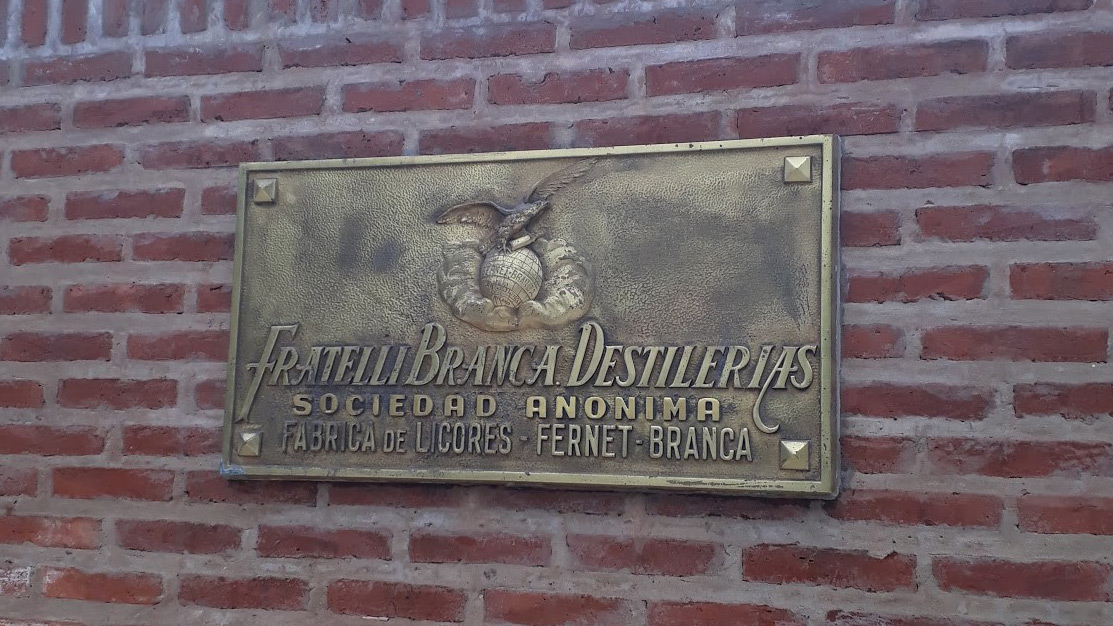 FRATELLI BRANCA. DESTILERIAS
SOCIEDAD ANONIMA
FABRICA DE LICORES - FERNET-BRANCA